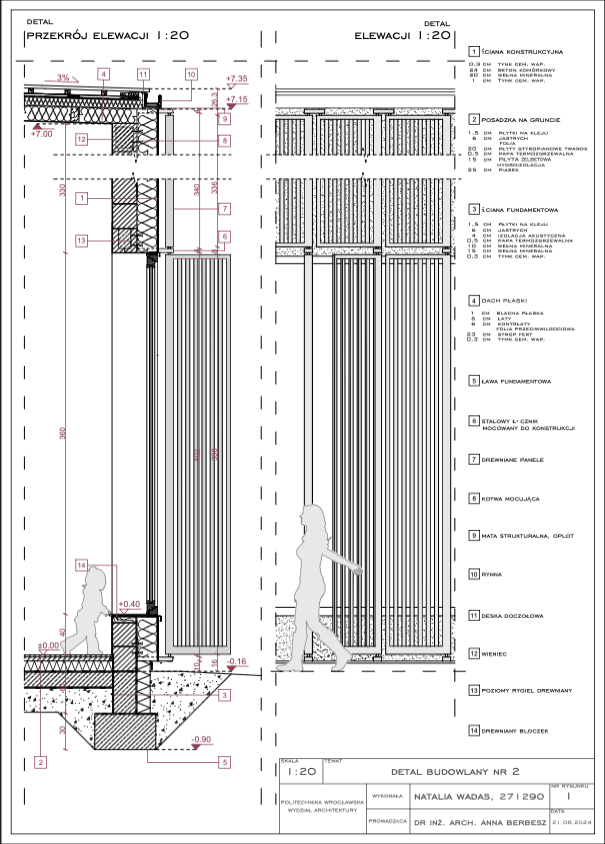 DETAL
PRZEKRÓJ ELEWACJI 1:20
DETAL
ELEWACJI 1:20
3%
4
11
10
+7.35
+7.15
26,3
+7.00
9
12
8
330
340
336
1
7
13
6
360
14
+0.40
40
±0.00
-0.16
10
16
3
30
-0.90
2
5
1 ŚCIANA KONSTRUKCYJNA
0,3 CM TYNK CEM. WAP.
24 CM BETON KOMÓRKOWY
20 CM WEŁNA MINERALNA
1 CM TYNK CEM. WAP.
2 POSADZKA NA GRUNCIE
1,5 CM PŁYTKI NA KLEJU
6 CM JASTRYCH
FOLIA
20 CM PŁYTY STYROPIANOWE TWARDE
0,5 CM PAPA TERMOZGRZEWALNA
15 CM PŁYTA ŻELBETOWA
HYDROIZOLACJA
25 CM PIASEK
3 ŚCIANA FUNDAMENTOWA
1,5 CM PŁYTKI NA KLEJU
6 CM JASTRYCH
4 CM IZOLACJA AKUSTYCZNA
0,5 CM PAPA TERMOZGRZEWALNA
10 CM WEŁNA MINERALNA
15 CM WEŁNA MINERALNA
0,3 CM TYNK CEM. WAP.
4 DACH PŁASKI
1 CM BLACHA PŁASKA
6 CM ŁATY
6 CM KONTRŁATY
FOLIA PRZECIWWILGOCIOWA
23 CM STROP FERT
0,3 CM TYNK CEM. WAP.
5 ŁAWA FUNDAMENTOWA
6 STALOWY Ł CZNIK
MOCOWANY DO KONSTRUKCJI
7 DREWNIANE PANELE
8 KOTWA MOCUJĄCA
9 MATA STRUKTURALNA, OPLOT
10 RYNNA
11 DESKA DOCZOŁOWA
12 WIENIEC
13 POZIOMY RYGIEL DREWNIANY
14 DREWNIANY BLOCZEK
SKALA
1:20
TEMAT
DETAL BUDOWLANY NR 2
POLITECHNIKA WROCŁAWSKA
WYDZIAŁ ARCHITEKTURY
WYKONAŁA
NATALIA WADAS, 271290
NR RYSUNKU
1
PROWADZĄCA
DR INŻ. ARCH. ANNA BERBESZ
DATA
21.06.2024